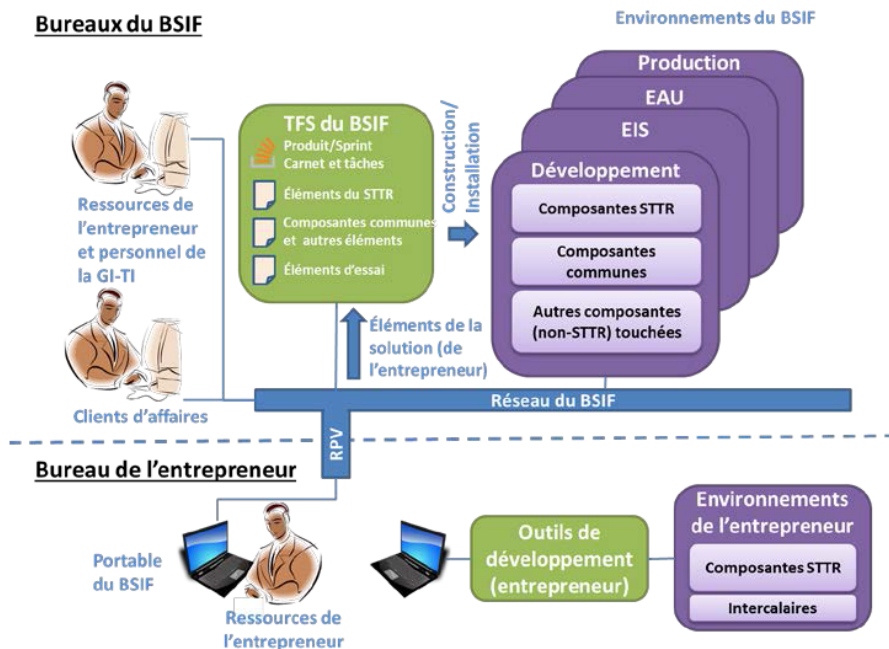 Bureaux du BSIF
Environnements du BSIF
Ressources de
l'entrepreneur
et personnel de
la GI-TI
Clients d'affaires
TFS du BSIF
Produit/Sprint
Carnet et tâches
Éléments du STTR
Composantes communes
et autres éléments
Éléments d'essai
Construction/
Installation
Production
EAU
EIS
Développement
Composantes STTR
Composantes
communes
Autres composantes
(non-STTR) touchées
Éléments de la
solution (de
l'entrepreneur)
Réseau du BSIF
RPV
Bureau de l'entrepreneur
Portable
du BSIF
Ressources de
l'entrepreneur
Outils de
développement
(entrepreneur)
Environnements
de l'entrepreneur
Composantes STTR
Intercalaires